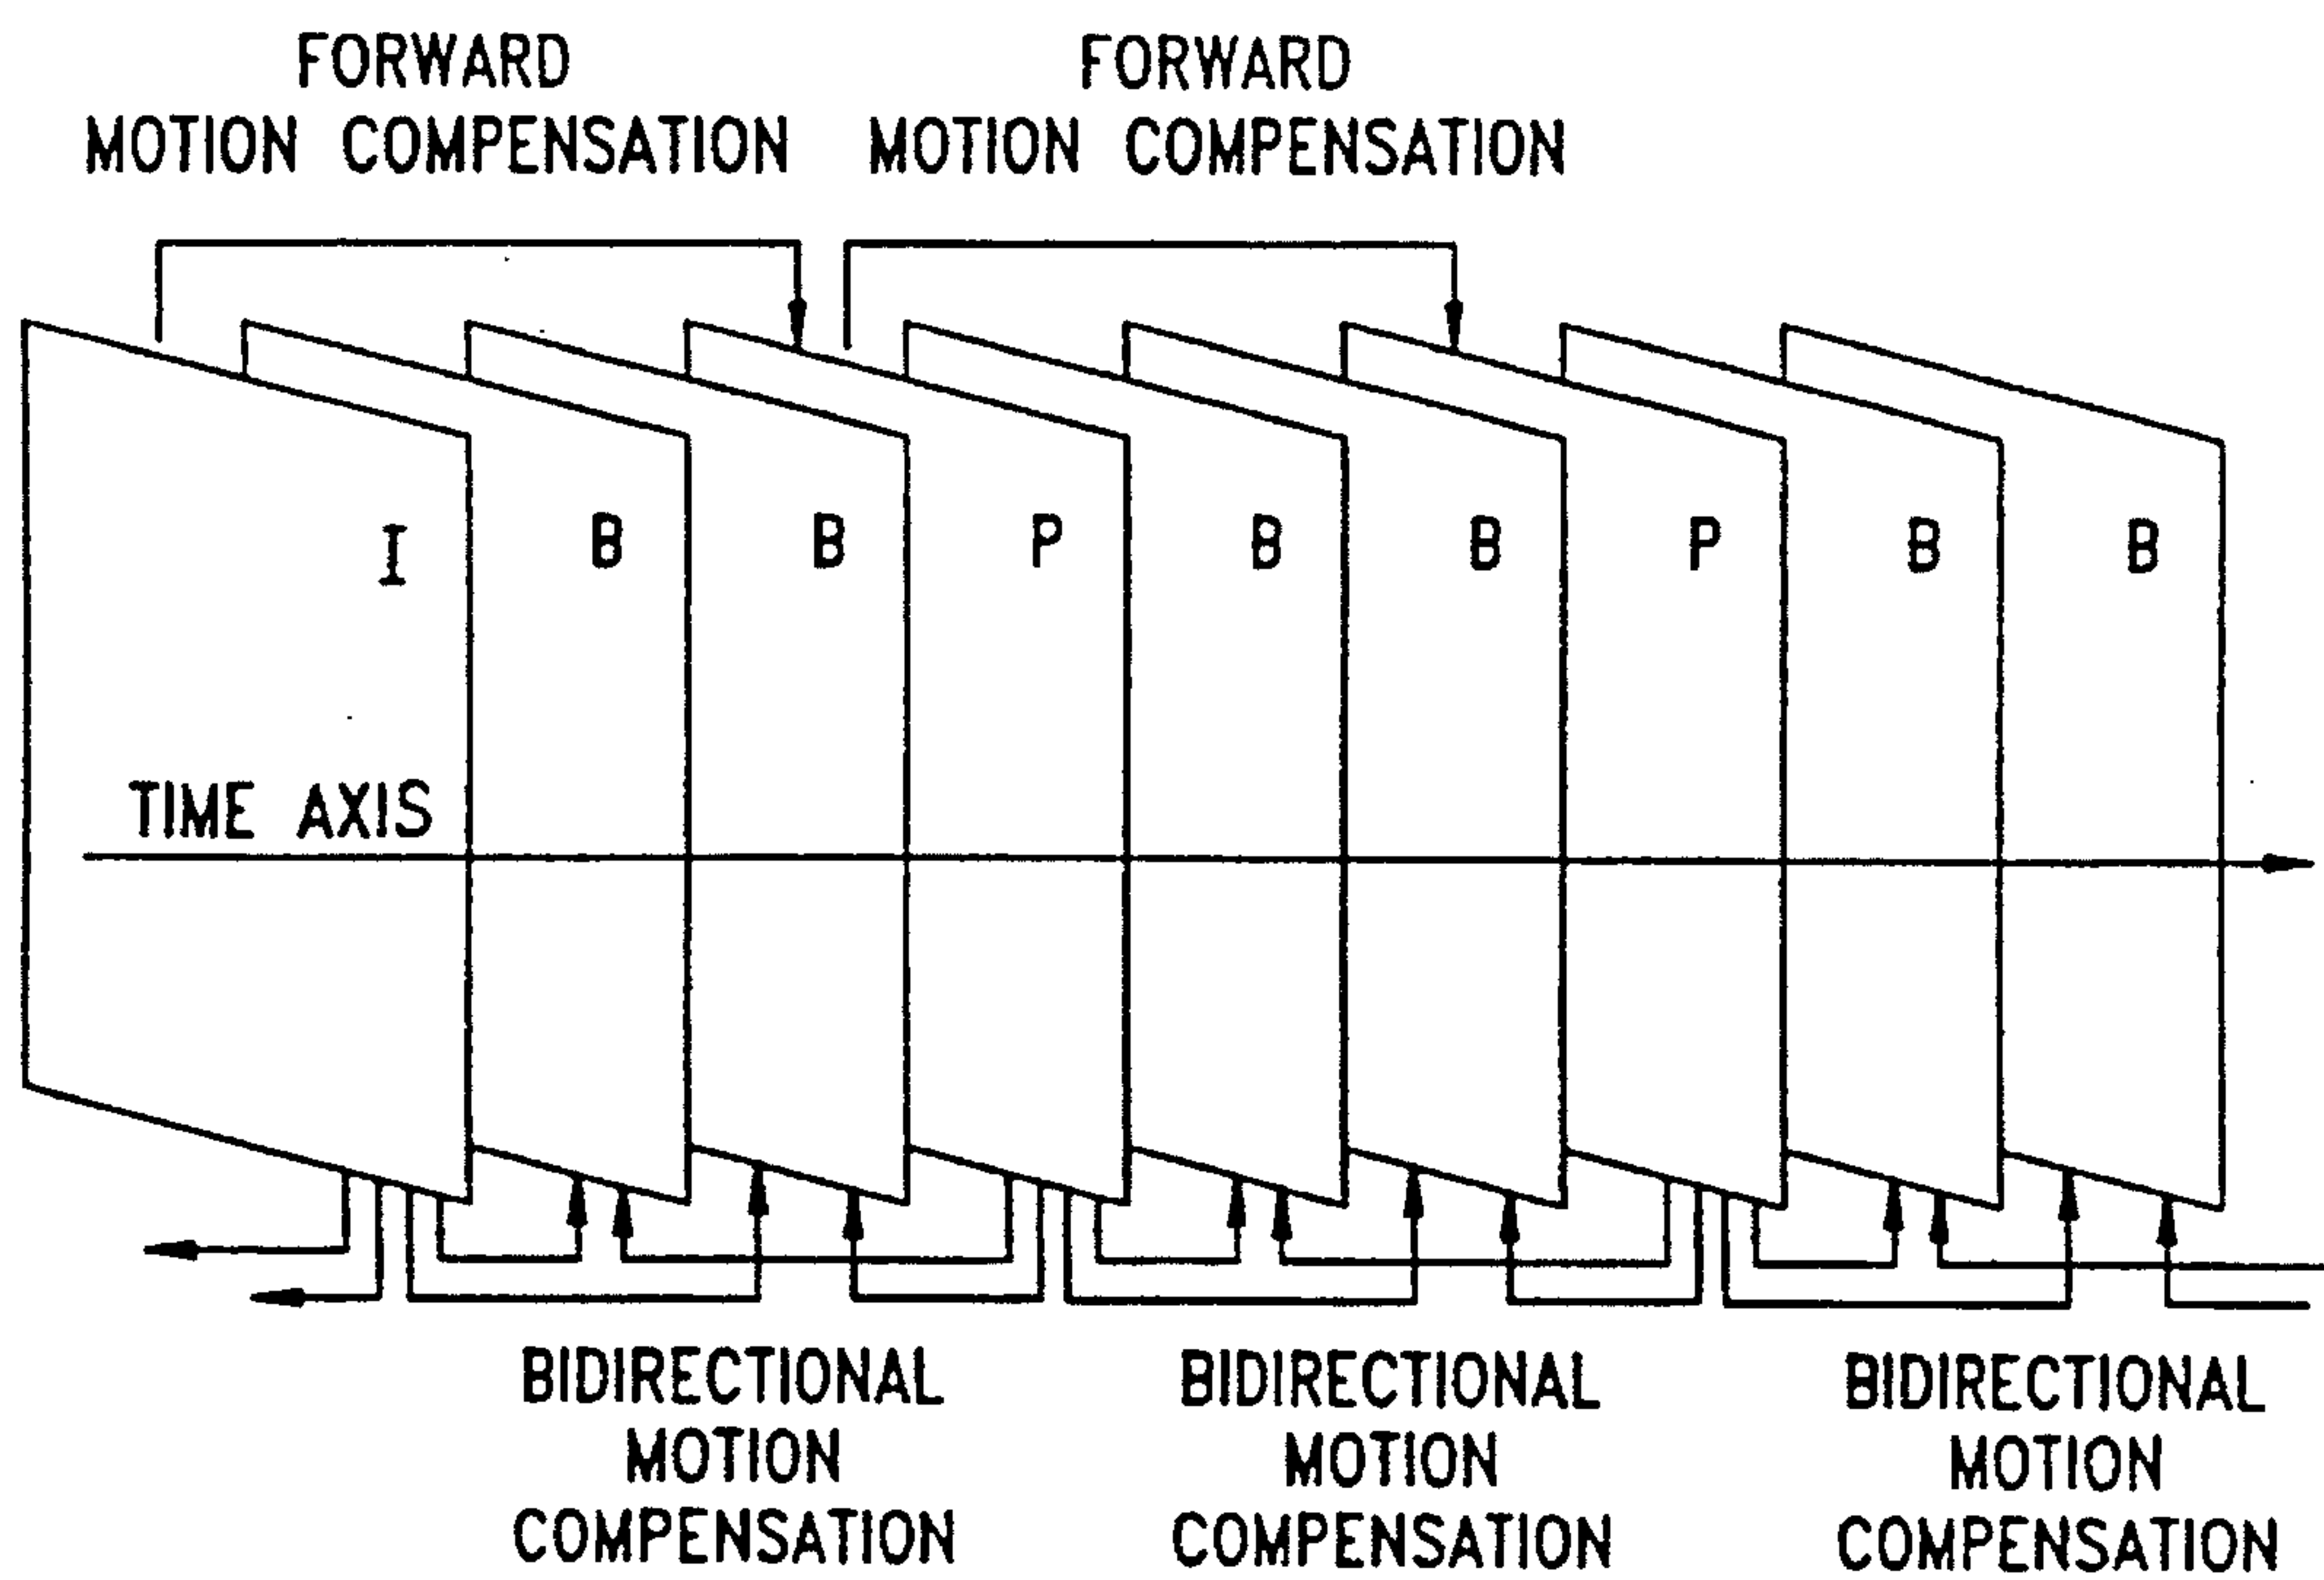 FORWARD
MOTION COMPENSATION
FORWARD
MOTION COMPENSATION
I B B P B B P B B
TIME AXIS
BIDIRECTIONAL
MOTION
COMPENSATION
BIDIRECTIONAL
MOTION
COMPENSATION
BIDIRECTIONAL
MOTION
COMPENSATION